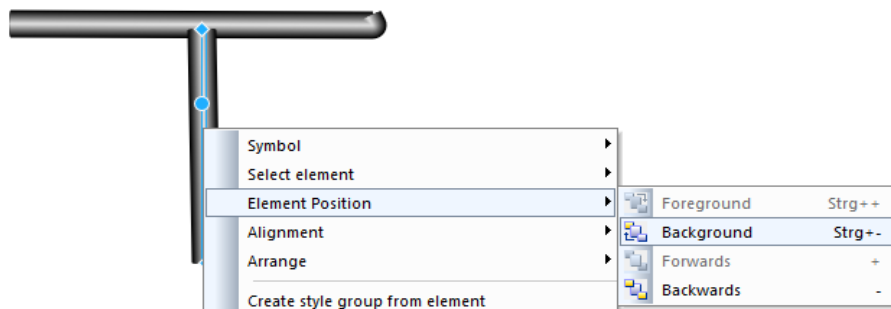 Symbol
Select element
Element Position
Alignment
Arrange
Create style group from element
Foreground Strg++
Background Strg+-
Forwards +
Backwards -